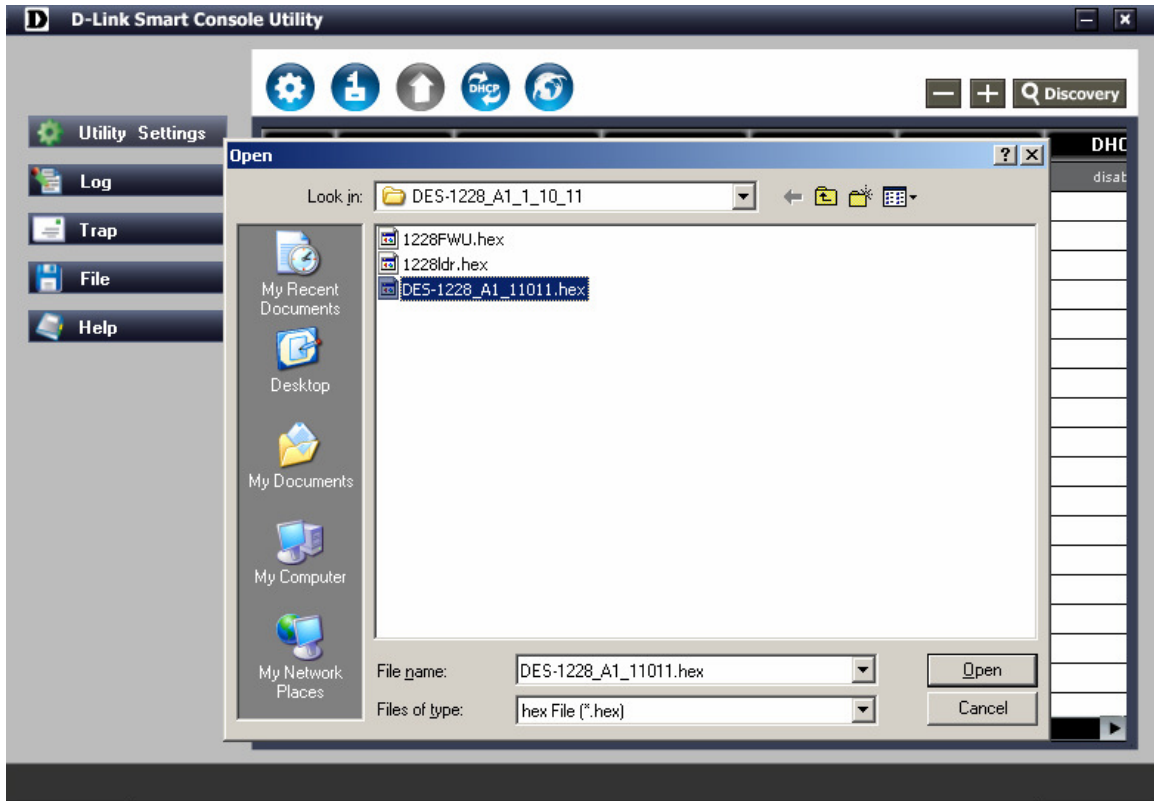 D D-Link Smart Console Utility
DHCP
Discovery
Utility Settings
Log
Trap
File
Help
DHC
disab
Open
Look in: DES-1228_A1_1_10_11
My Recent Documents
Desktop
My Documents
My Computer
My Network Places
1228FWU.hex
1228ldr.hex
DES-1228_A1_11011.hex
File name: DES-1228_A1_11011.hex
Open
Files of type: hex File (*.hex)
Cancel